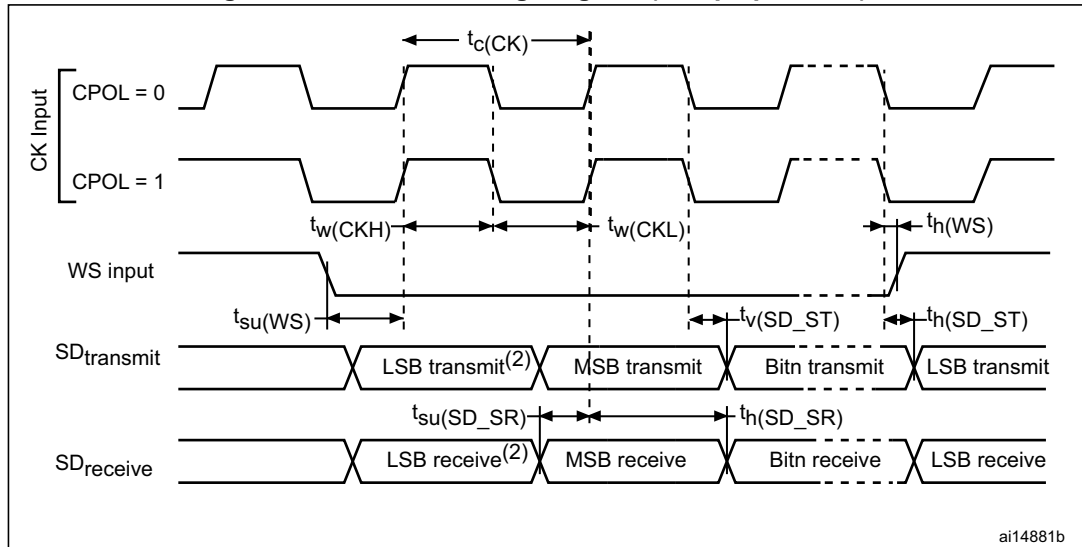 tc(CK)
CK Input
CPOL = 0
CPOL = 1
tw(CKH)
tw(CKL)
th(WS)
WS input
tsu(WS)
tv(SD_ST)
th(SD_ST)
SDtransmit
LSB transmit(2)
MSB transmit
Bitn transmit
LSB transmit
tsu(SD_SR)
th(SD_SR)
SDreceive
LSB receive(2)
MSB receive
Bitn receive
LSB receive
ai14881b